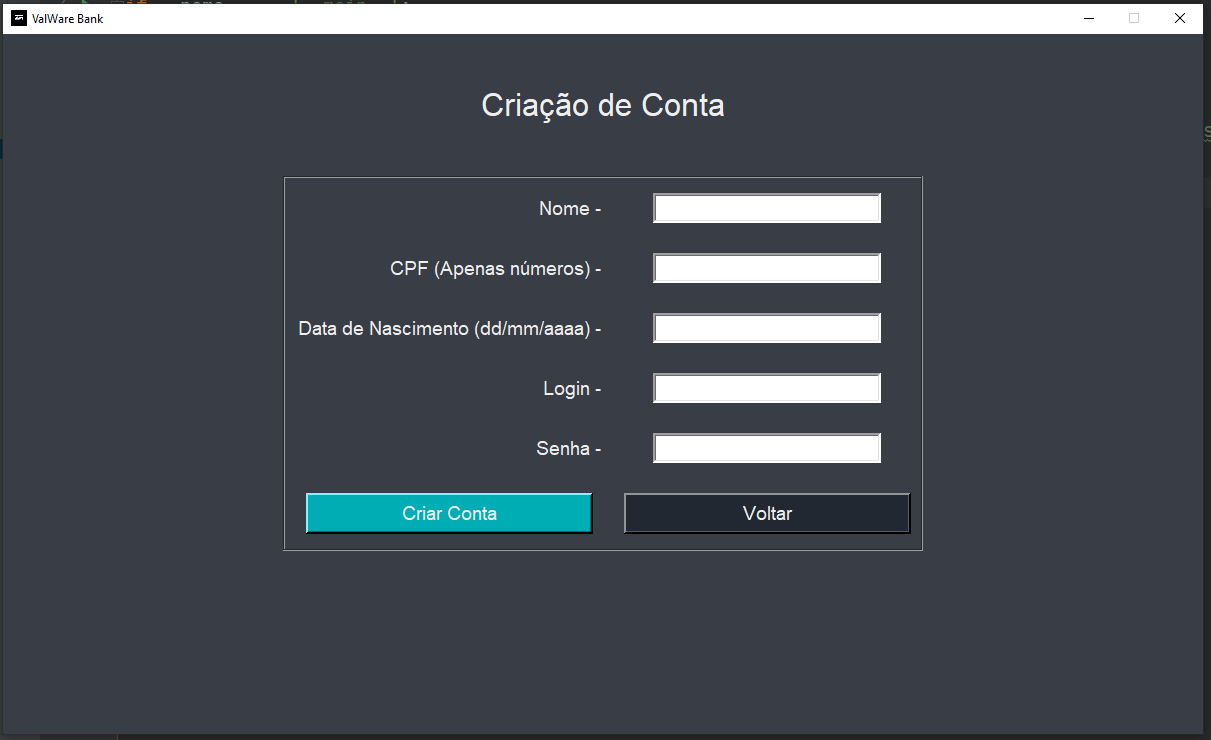 ValWare Bank
Criação de Conta
Nome -
CPF (Apenas números) -
Data de Nascimento (dd/mm/aaaa) -
Login -
Senha -
Criar Conta
Voltar